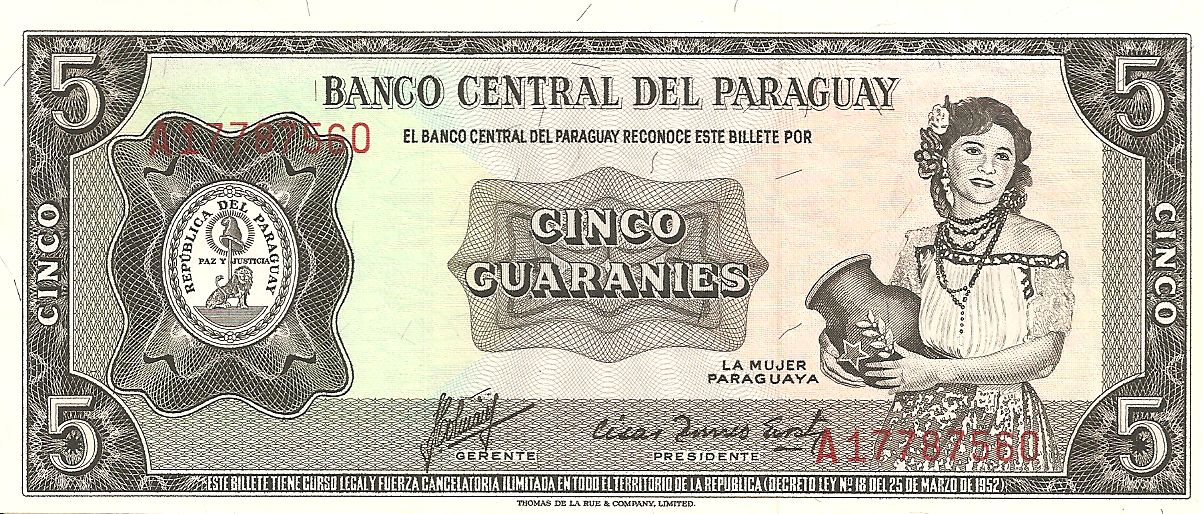 5
5
BANCO CENTRAL DEL PARAGUAY
A17787560
EL BANCO CENTRAL DEL PARAGUAY RECONOCE ESTE BILLETE POR
CINCO
REPÚBLICA DEL PARAGUAY
PAZ Y JUSTICIA
CINCO
GUARANIES
CINCO
LA MUJER
PARAGUAYA
5
5
GERENTE
PRESIDENTE
A17787560
ESTE BILLETE TIENE CURSO LEGAL Y FUERZA CANCELATORIA ILIMITADA EN TODO EL TERRITORIO DE LA REPUBLICA (DECRETO LEY Nº 18 DEL 25 DE MARZO DE 1952)
THOMAS DE LA RUE & COMPANY, LIMITED.